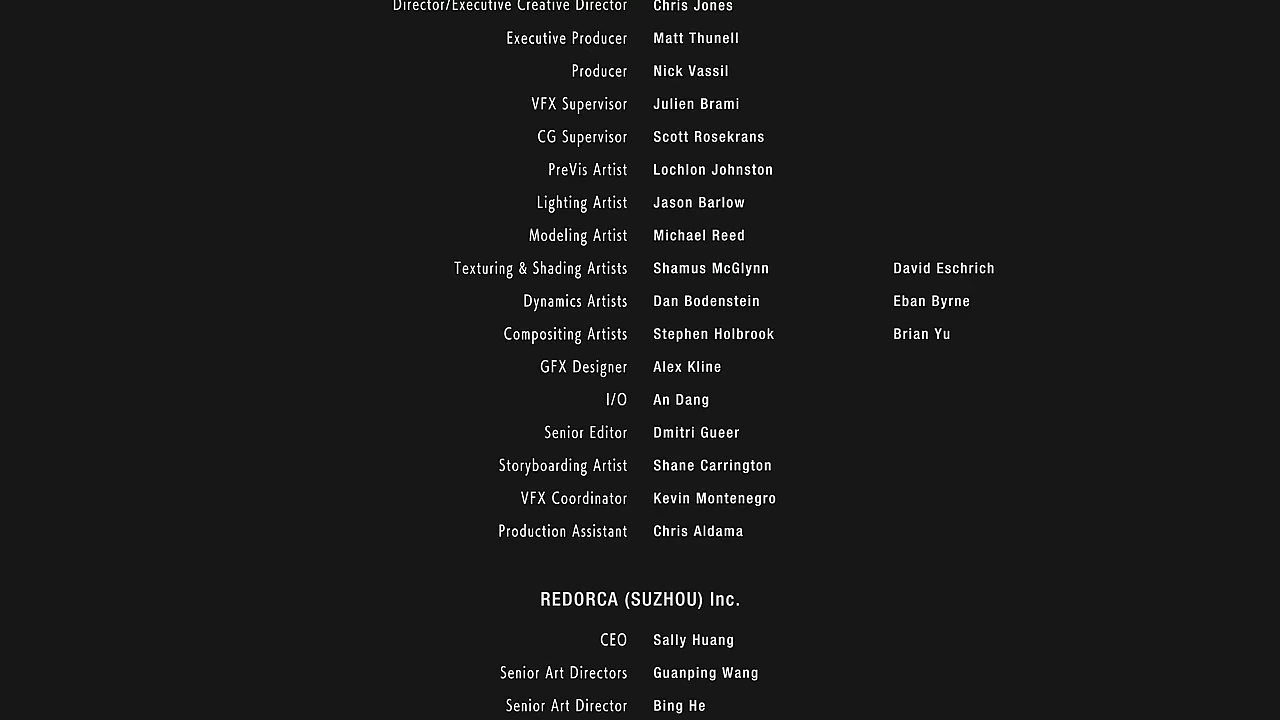 Director/Executive Creative Director Chris Jones
Executive Producer Matt Thunell
Producer Nick Vassil
VFX Supervisor Julien Brami
CG Supervisor Scott Rosekrans
PreVis Artist Lochlon Johnston
Lighting Artist Jason Barlow
Modeling Artist Michael Reed
Texturing & Shading Artists Shamus McGlynn David Eschrich
Dynamics Artists Dan Bodenstein Eban Byrne
Compositing Artists Stephen Holbrook Brian Yu
GFX Designer Alex Kline
I/O An Dang
Senior Editor Dmitri Gueer
Storyboarding Artist Shane Carrington
VFX Coordinator Kevin Montenegro
Production Assistant Chris Aldama
REDORCA (SUZHOU) Inc.
CEO Sally Huang
Senior Art Directors Guanping Wang
Senior Art Director Bing He